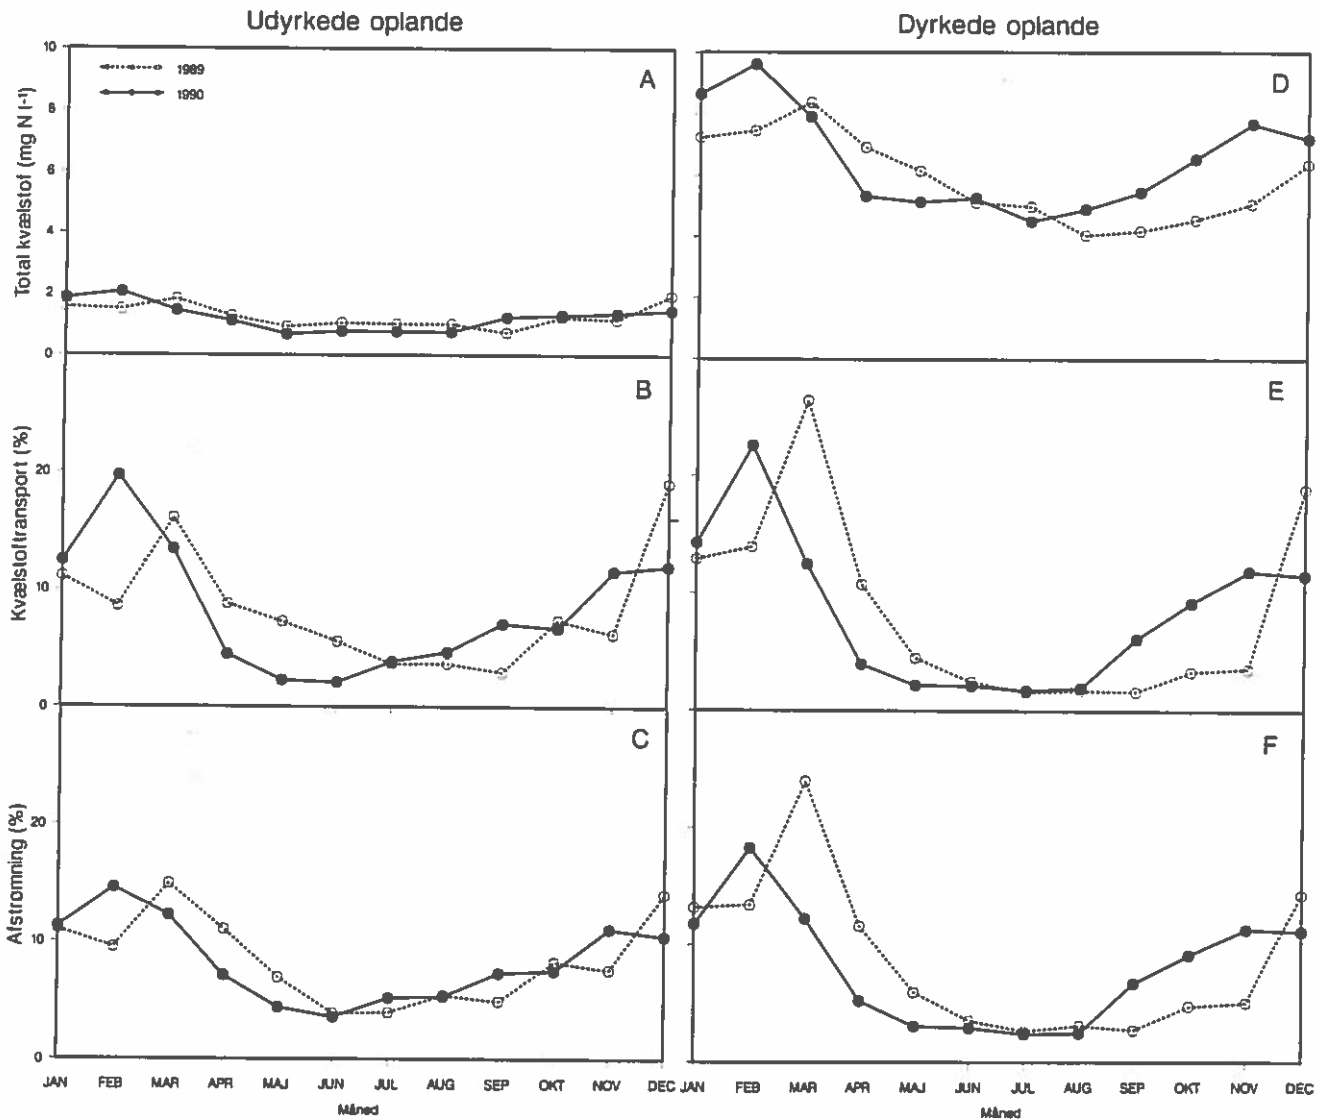 Udyrkede oplande
Dyrkede oplande
Total kvælstof (mg N l⁻¹)
10
8
6
4
2
0
1989
1990
A
D
Kvælstoftransport (%)
20
10
0
B
E
Afstrømning (%)
20
10
0
C
F
JAN FEB MAR APR MAJ JUN JUL AUG SEP OKT NOV DEC
JAN FEB MAR APR MAJ JUN JUL AUG SEP OKT NOV DEC
Måned
Måned